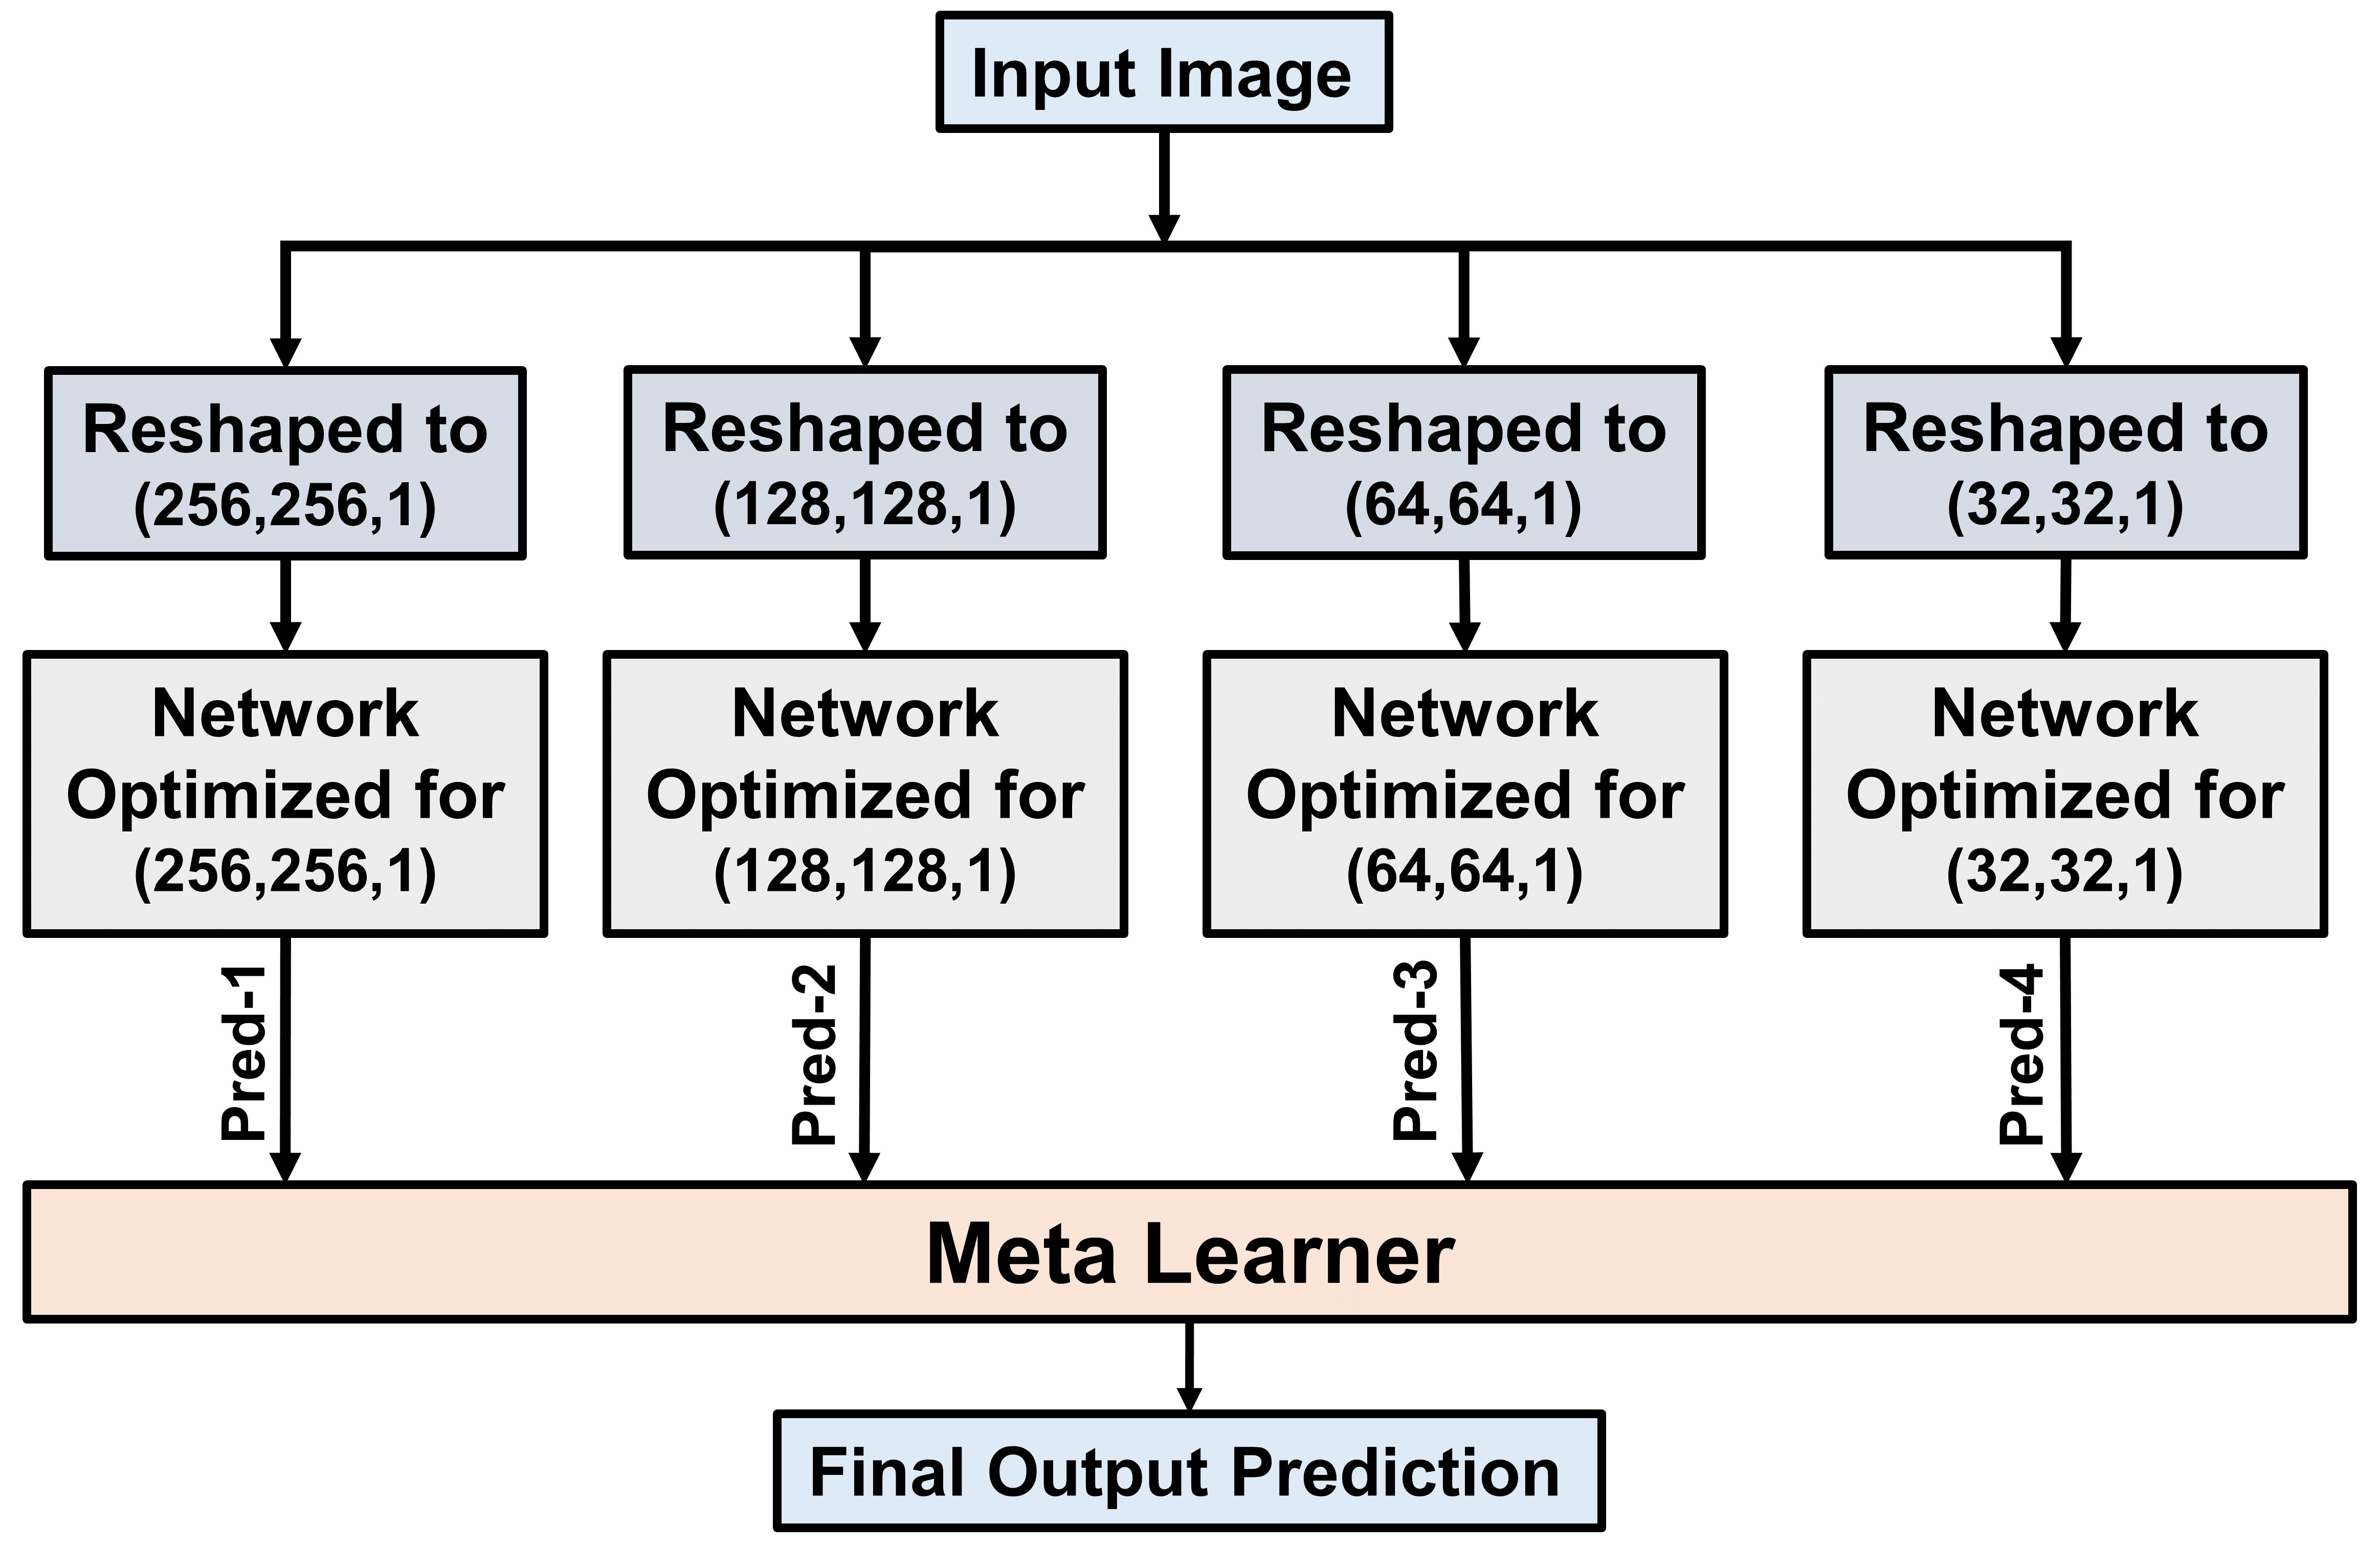 Input Image
Reshaped to
(256,256,1)
Reshaped to
(128,128,1)
Reshaped to
(64,64,1)
Reshaped to
(32,32,1)
Network
Optimized for
(256,256,1)
Network
Optimized for
(128,128,1)
Network
Optimized for
(64,64,1)
Network
Optimized for
(32,32,1)
Pred-1
Pred-2
Pred-3
Pred-4
Meta Learner
Final Output Prediction